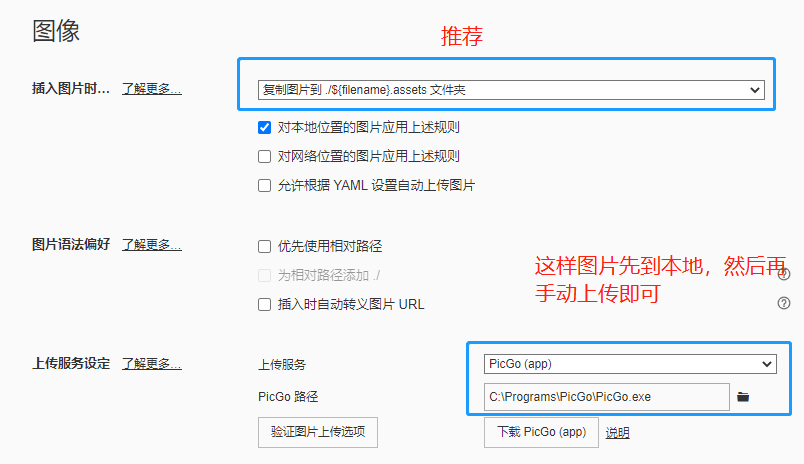 图像
推荐
插入图片时... 了解更多... 复制图片到 ./${filename}.assets 文件夹
对本地位置的图片应用上述规则
对网络位置的图片应用上述规则
允许根据 YAML 设置自动上传图片
图片语法偏好 了解更多... 优先使用相对路径
为相对路径添加 ./
插入时自动转义图片 URL
这样图片先到本地，然后再
手动上传即可
上传服务设定 了解更多... 上传服务 PicGo (app)
PicGo 路径 C:\Programs\PicGo\PicGo.exe
验证图片上传选项 下载 PicGo (app) 说明